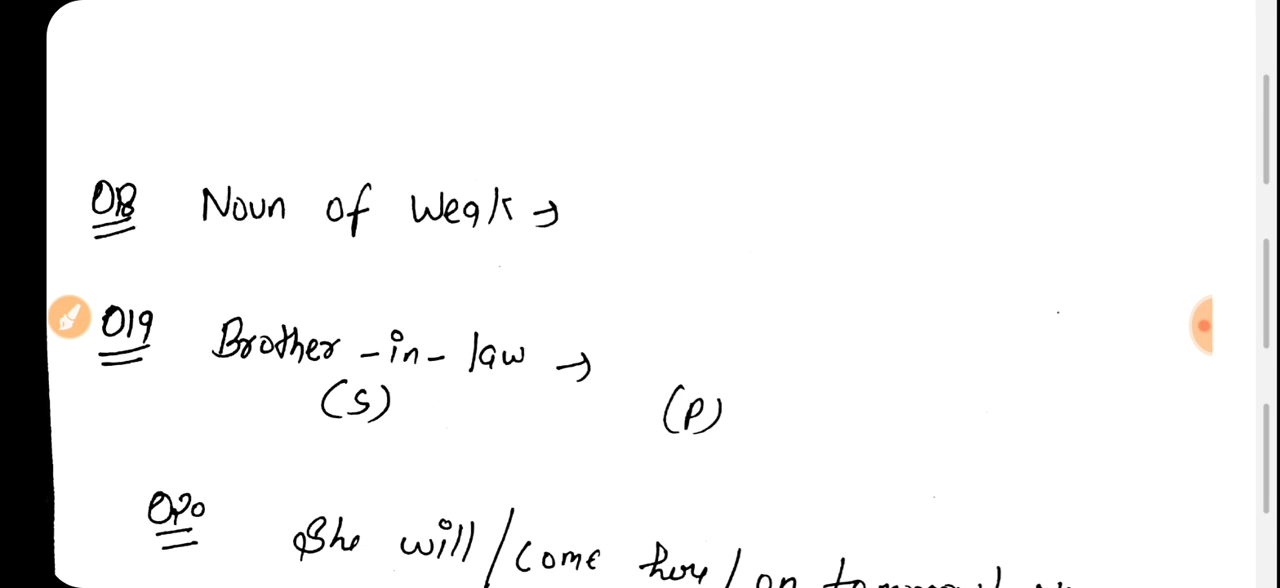 Q18 Noun of Weak →
Q19 Brother-in-law →
(S) (P)
Q20 She will / come here / on